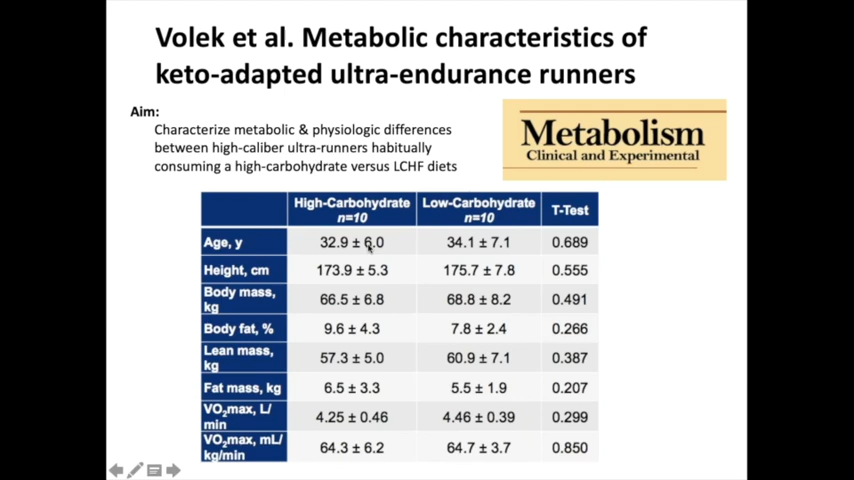 Volek et al. Metabolic characteristics of
keto-adapted ultra-endurance runners
Aim:
Characterize metabolic & physiologic differences
between high-caliber ultra-runners habitually
consuming a high-carbohydrate versus LCHF diets
Metabolism
Clinical and Experimental
High-Carbohydrate n=10 Low-Carbohydrate n=10 T-Test
Age, y 32.9 ± 6.0 34.1 ± 7.1 0.689
Height, cm 173.9 ± 5.3 175.7 ± 7.8 0.555
Body mass, kg 66.5 ± 6.8 68.8 ± 8.2 0.491
Body fat, % 9.6 ± 4.3 7.8 ± 2.4 0.266
Lean mass, kg 57.3 ± 5.0 60.9 ± 7.1 0.387
Fat mass, kg 6.5 ± 3.3 5.5 ± 1.9 0.207
VO₂max, L/min 4.25 ± 0.46 4.46 ± 0.39 0.299
VO₂max, mL/kg/min 64.3 ± 6.2 64.7 ± 3.7 0.850